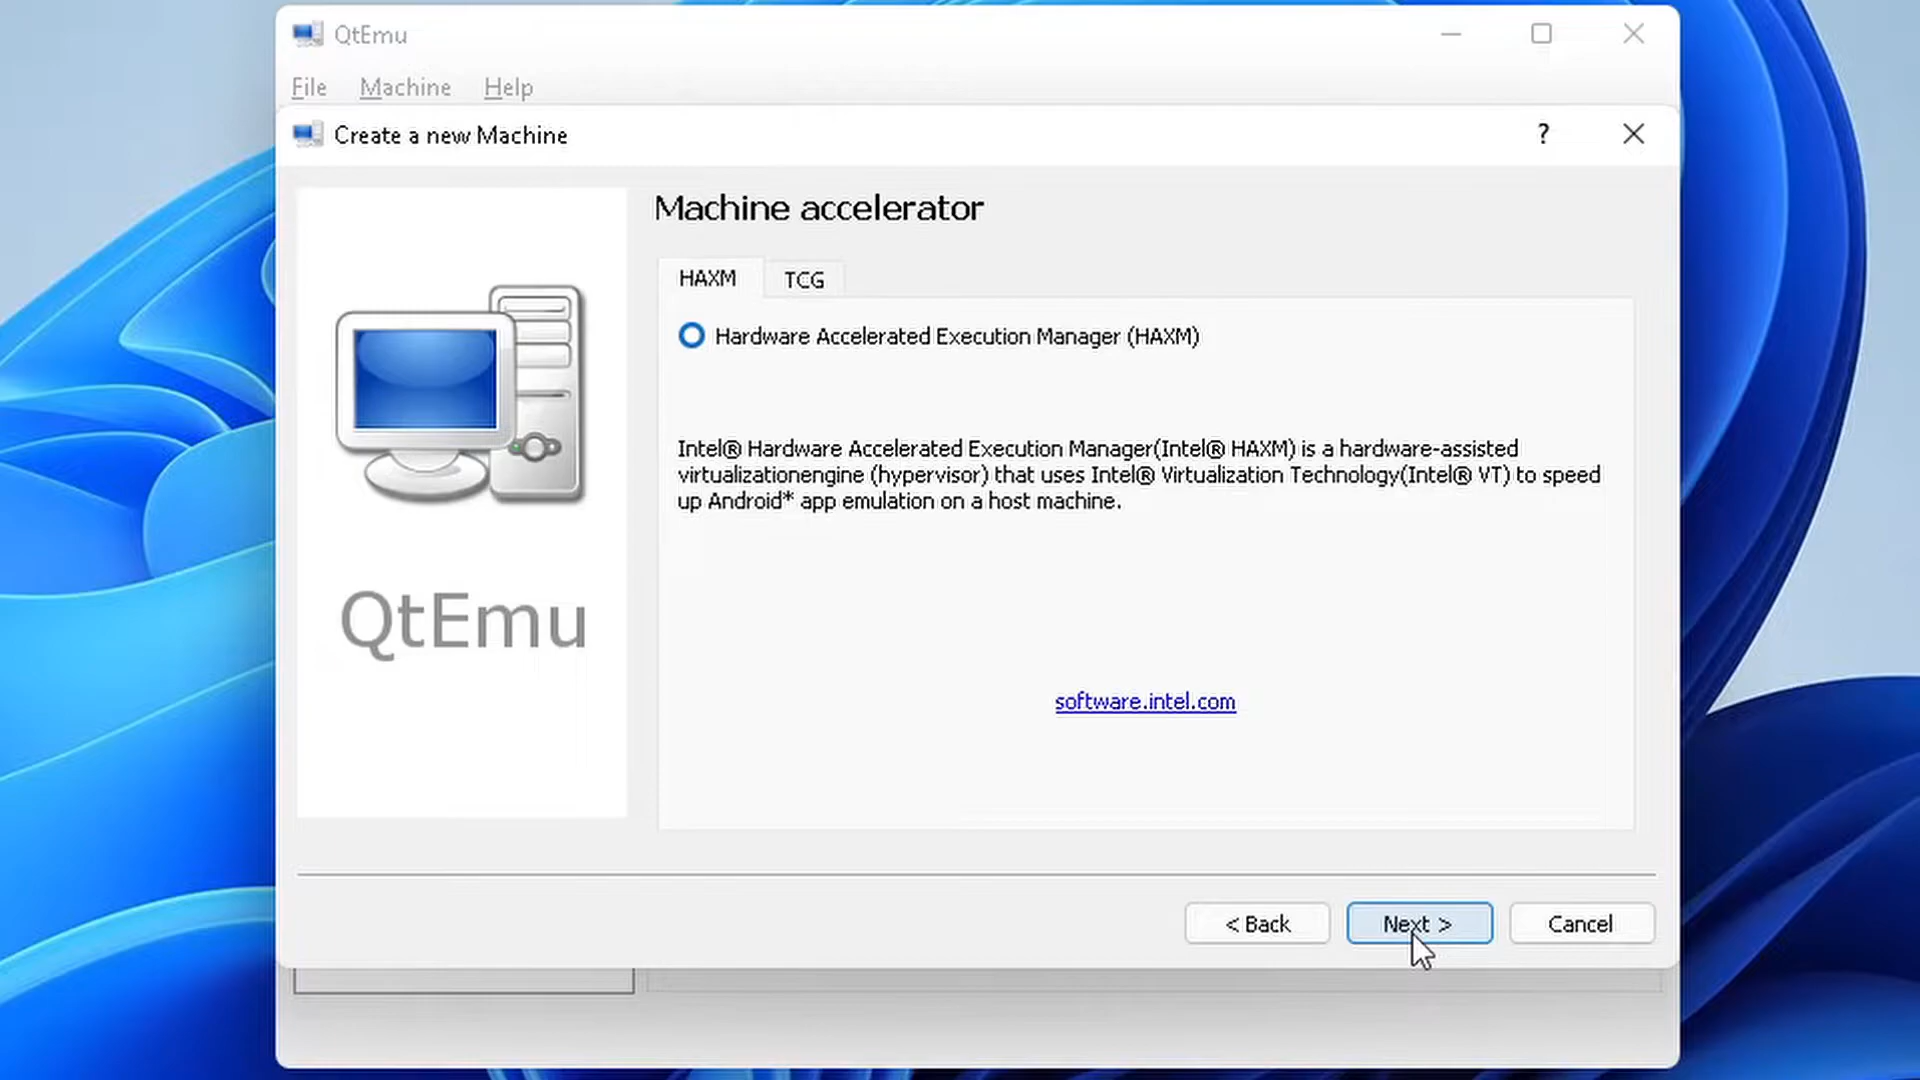 QtEmu
File Machine Help
Create a new Machine ?
Machine accelerator
HAXM TCG
Hardware Accelerated Execution Manager (HAXM)
Intel® Hardware Accelerated Execution Manager(Intel® HAXM) is a hardware-assisted
virtualizationengine (hypervisor) that uses Intel® Virtualization Technology(Intel® VT) to speed
up Android* app emulation on a host machine.
QtEmu
software.intel.com
< Back Next > Cancel